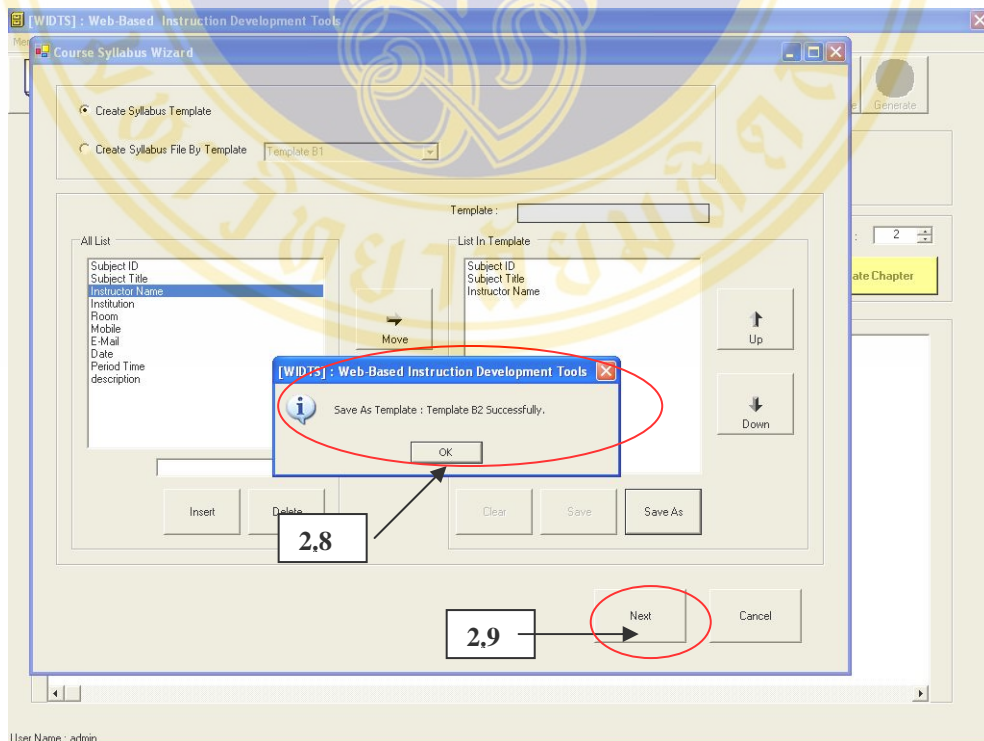 [WIDTS] : Web-Based Instruction Development Tools
Course Syllabus Wizard
Create Syllabus Template
Create Syllabus File By Template
Template B1
Generate
Template :
: 2
ate Chapter
All List
Subject ID
Subject Title
Instructor Name
Institution
Room
Mobile
E-Mail
Date
Period Time
description
Move
List In Template
Subject ID
Subject Title
Instructor Name
Up
Down
[WIDTS] : Web-Based Instruction Development Tools
Save As Template : Template B2 Successfully.
OK
Insert
Delete
Clear
Save
Save As
2.8
2.9
Next
Cancel
User Name : admin